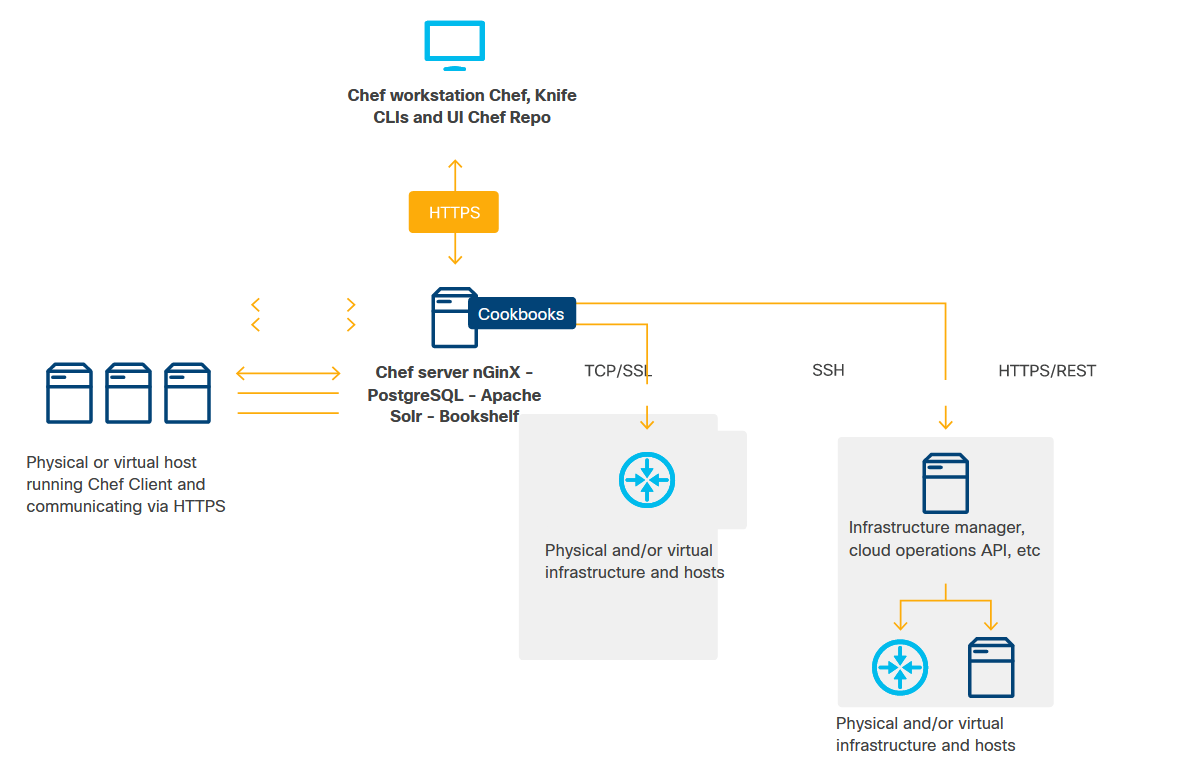 Chef workstation Chef, Knife
CLIs and UI Chef Repo
HTTPS
Cookbooks
Chef server nGinX -
PostgreSQL - Apache
Solr - Bookshelf
TCP/SSL
SSH
HTTPS/REST
Physical or virtual host
running Chef Client and
communicating via HTTPS
Physical and/or virtual
infrastructure and hosts
Infrastructure manager,
cloud operations API, etc
Physical and/or virtual
infrastructure and hosts